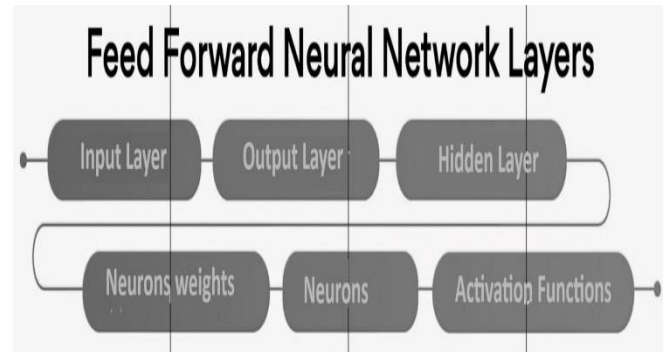 Feed Forward Neural Network Layers
Input Layer
Output Layer
Hidden Layer
Neurons weights
Neurons
Activation Functions